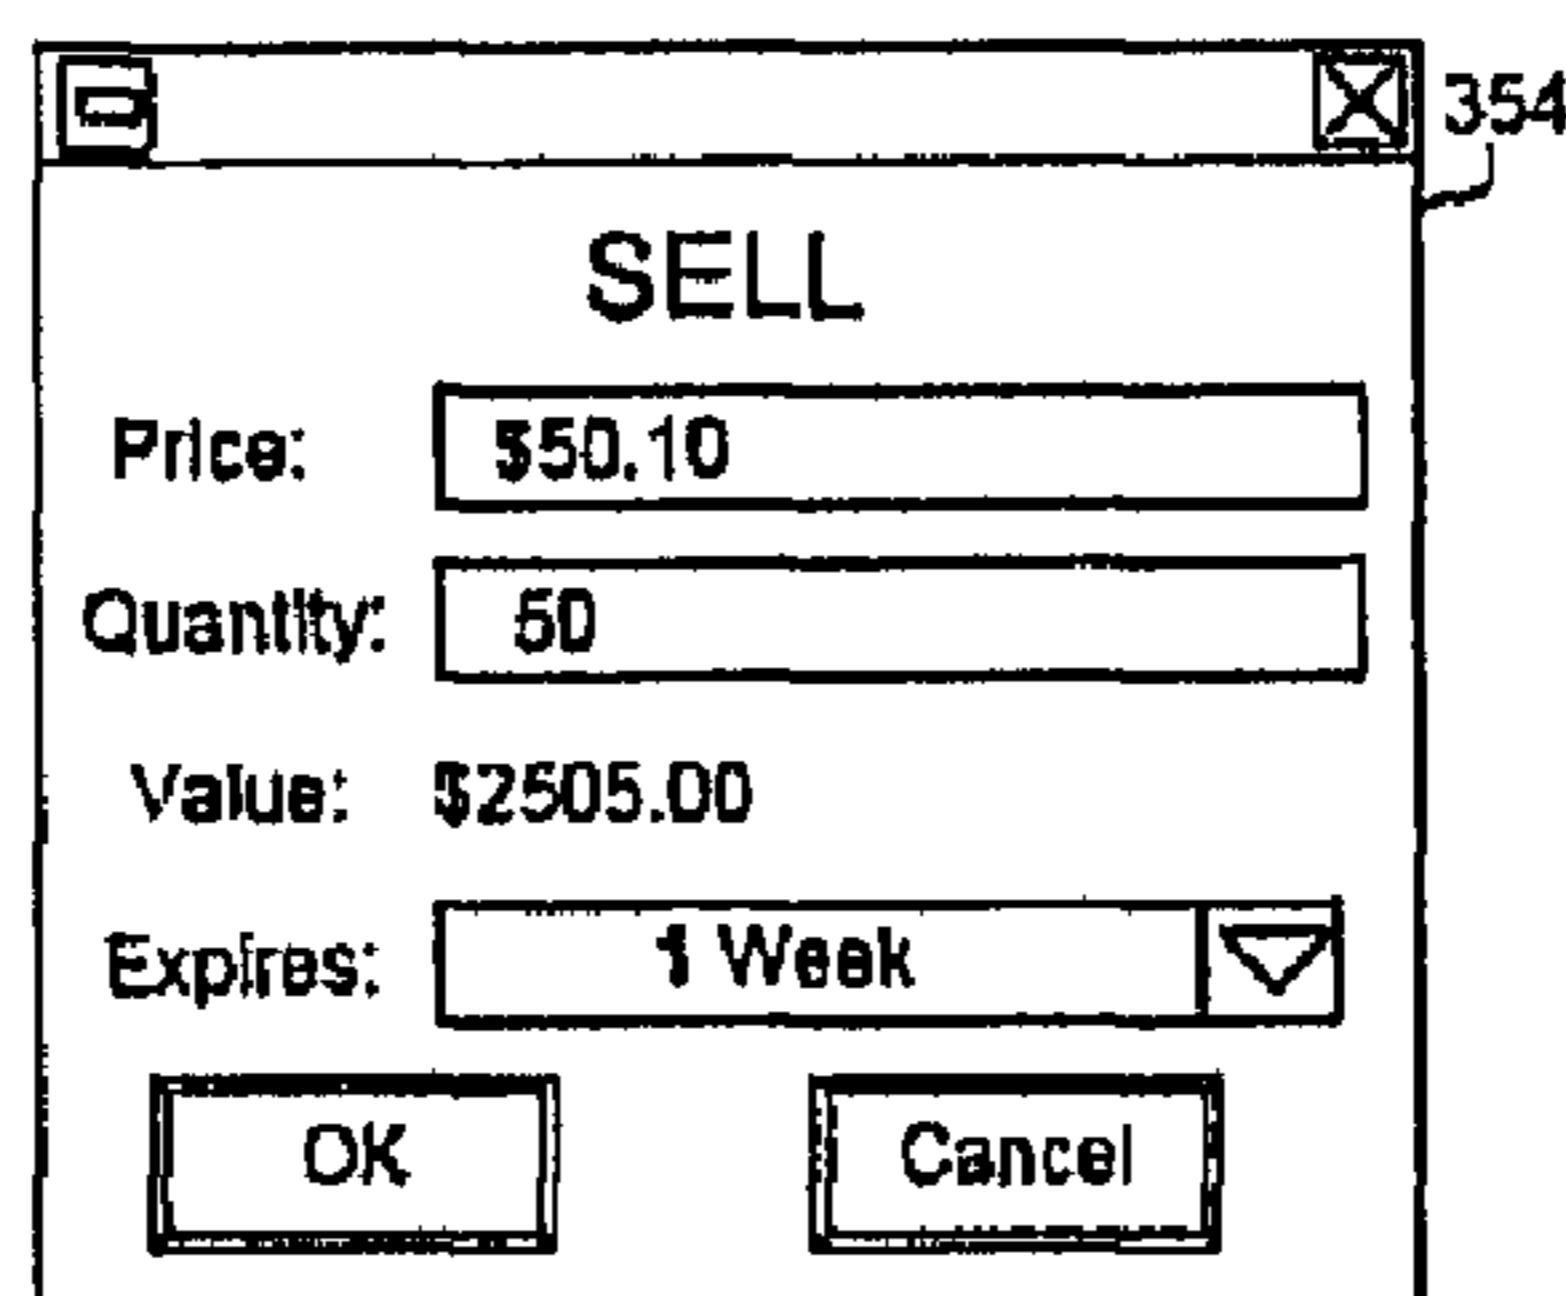 354
SELL
Price: $50.10
Quantity: 50
Value: $2505.00
Expires: 1 Week
OK Cancel